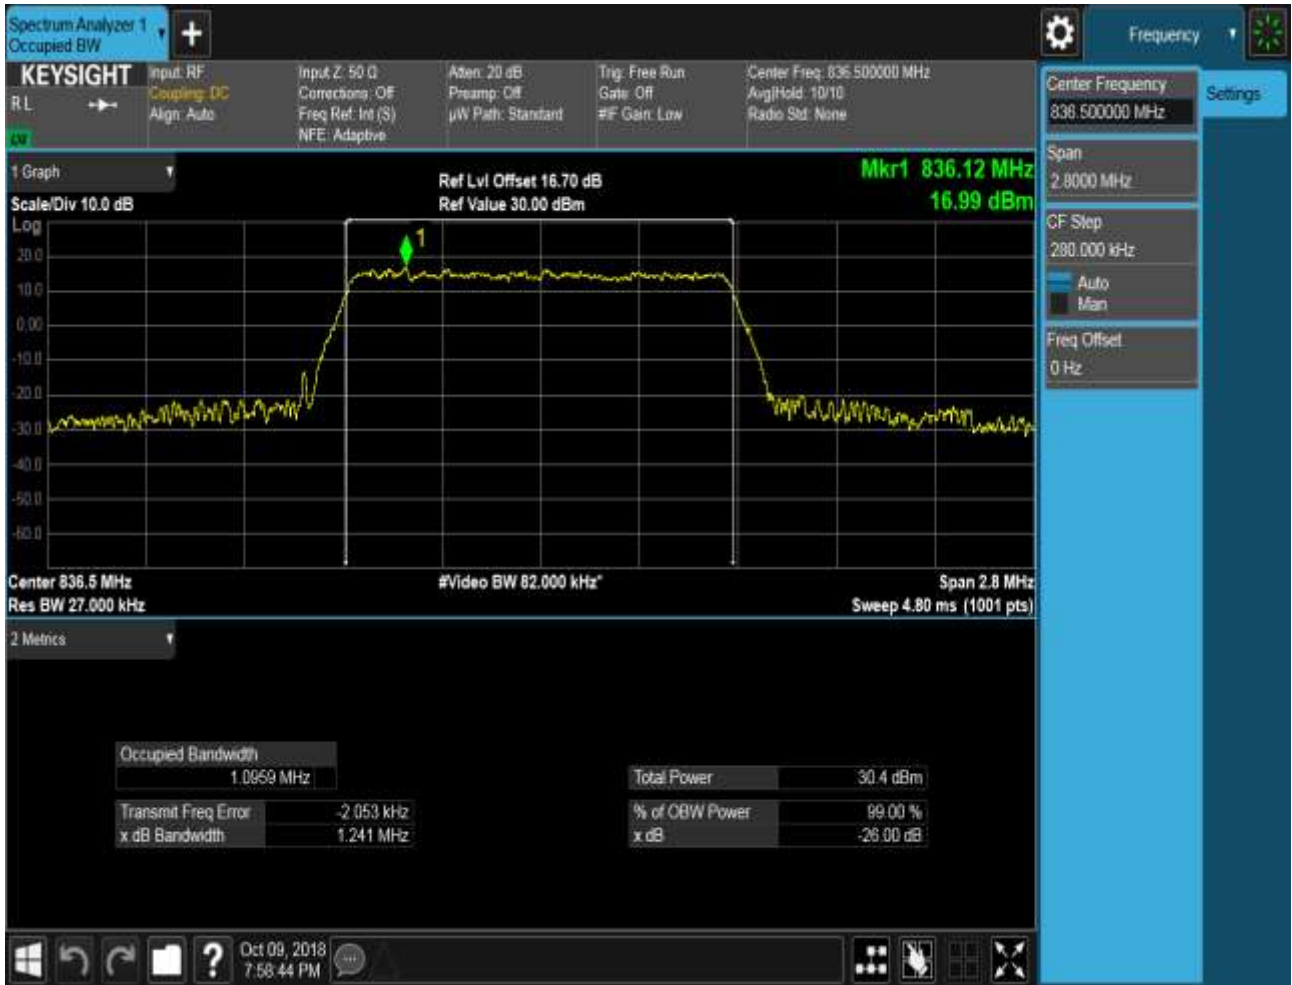 Spectrum Analyzer 1
Occupied BW
Frequency
KEYSIGHT
R L
Input: RF
Coupling: DC
Align: Auto
Input Z: 50 Ω
Corrections: Off
Freq Ref: Int (S)
NFE: Adaptive
Atten: 20 dB
Preamp: Off
µW Path: Standard
Trig: Free Run
Gate: Off
#IF Gain: Low
Center Freq: 836.500000 MHz
Avg|Hold: 10/10
Radio Std: None
Center Frequency
836.500000 MHz
Settings
Span
2.8000 MHz
CF Step
280.000 kHz
Auto
Man
Freq Offset
0 Hz
1 Graph
Scale/Div 10.0 dB
Ref Lvl Offset 16.70 dB
Ref Value 30.00 dBm
Mkr1 836.12 MHz
16.99 dBm
Log
1
20.0
10.0
0.00
-10.0
-20.0
-30.0
-40.0
-50.0
-60.0
Center 836.5 MHz
#Video BW 82.000 kHz*
Span 2.8 MHz
Res BW 27.000 kHz
Sweep 4.80 ms (1001 pts)
2 Metrics
Occupied Bandwidth
1.0959 MHz
Total Power 30.4 dBm
Transmit Freq Error -2.053 kHz
% of OBW Power 99.00 %
x dB Bandwidth 1.241 MHz
x dB -26.00 dB
?
Oct 09, 2018
7:58:44 PM